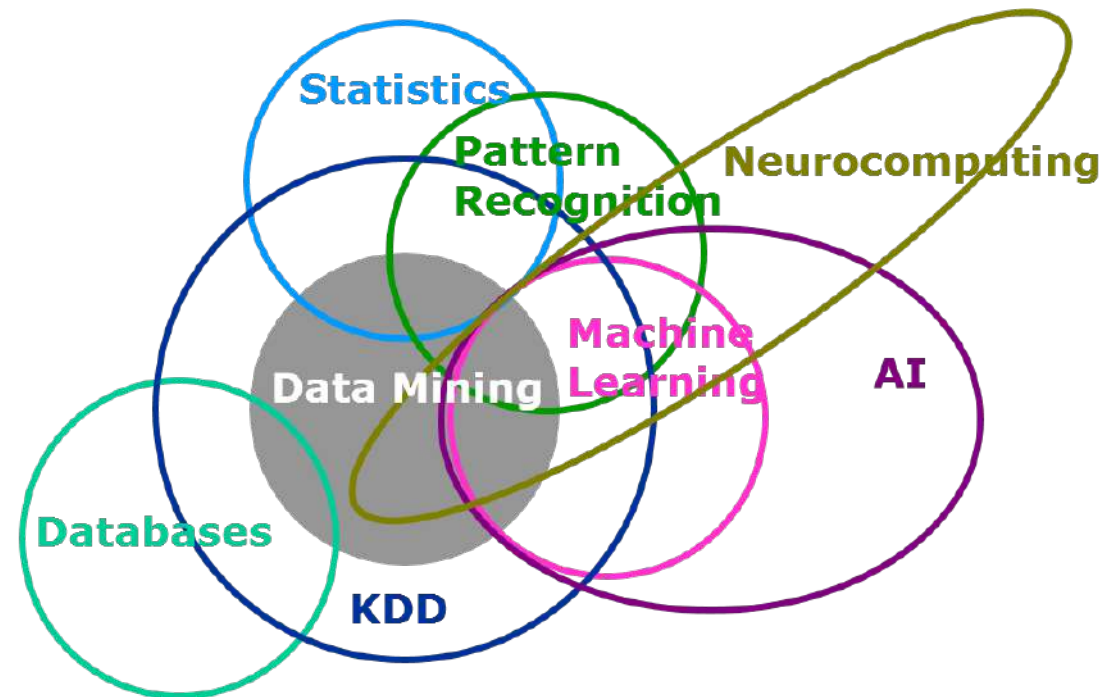 Statistics
Pattern
Recognition
Neurocomputing
Machine
Learning
AI
Data Mining
Databases
KDD